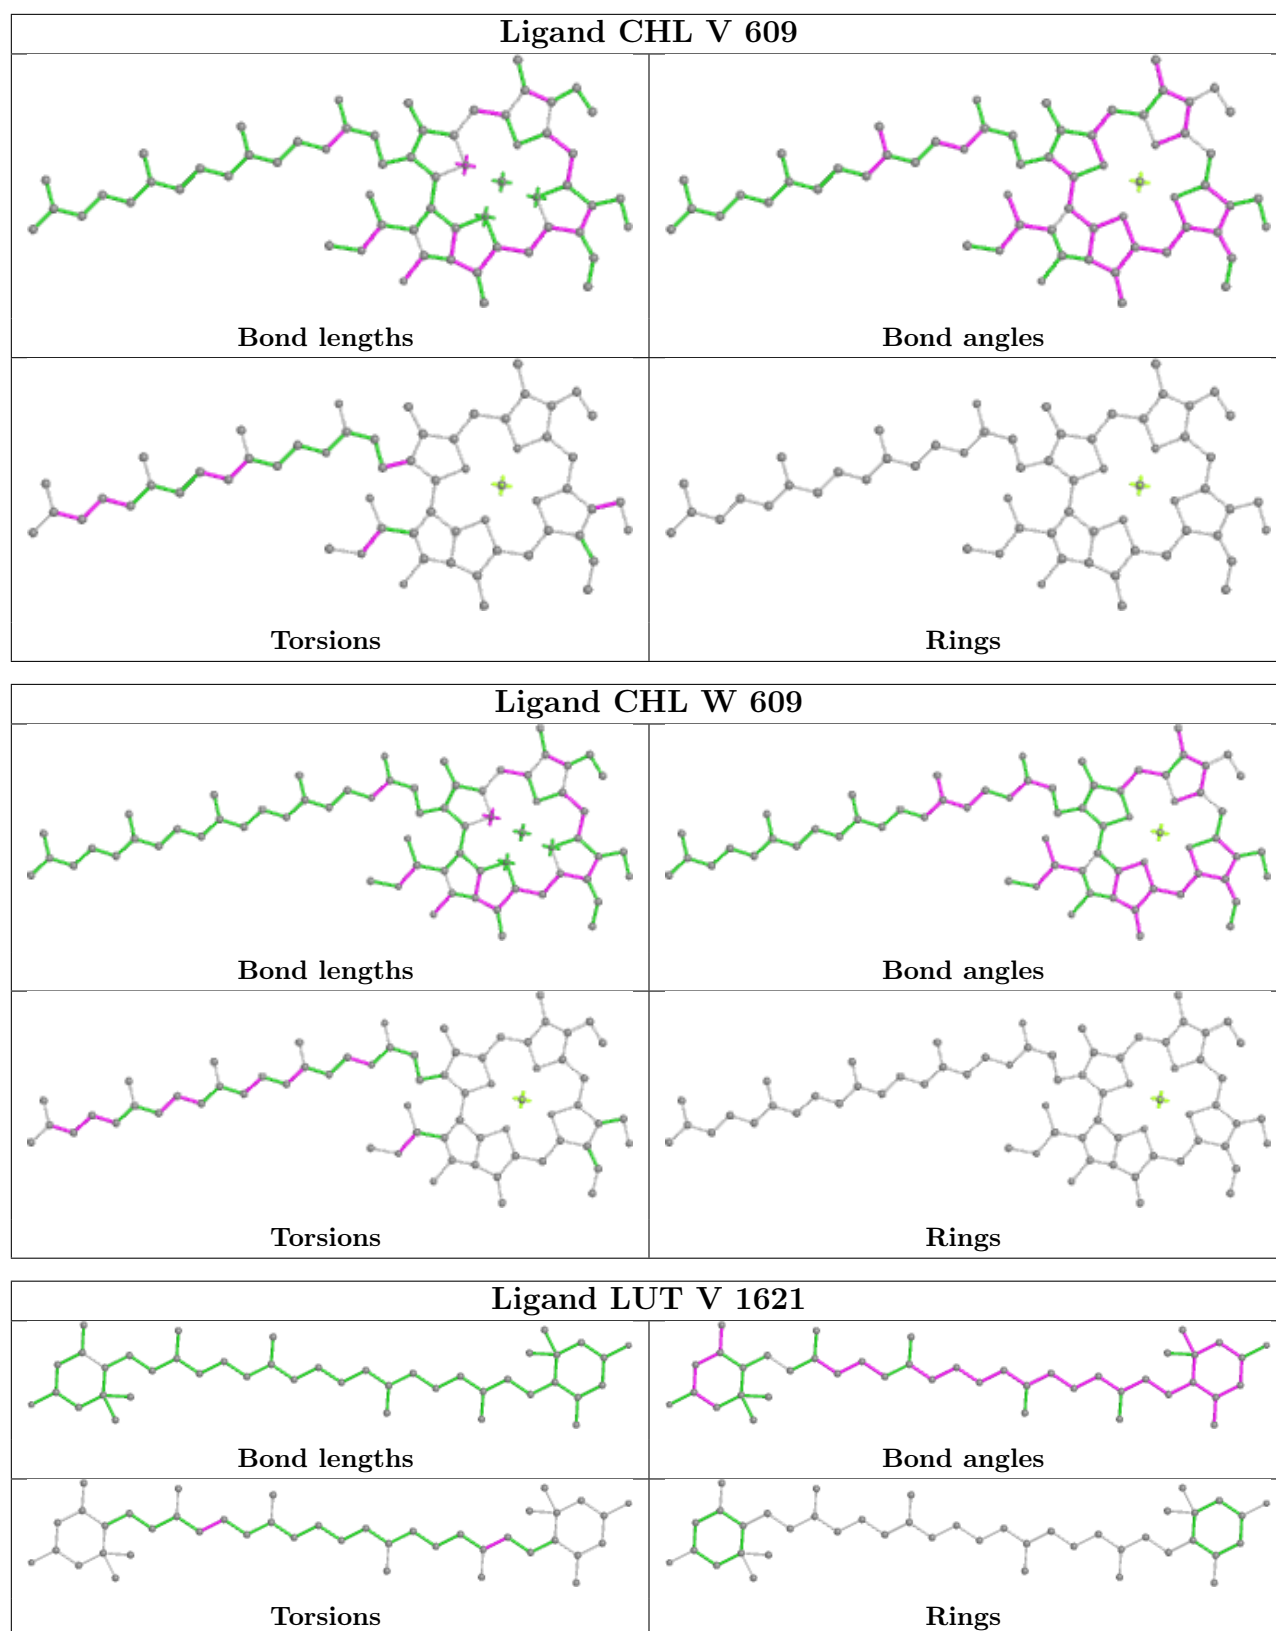 Ligand CHL V 609
Bond lengths
Bond angles
Torsions
Rings
Ligand CHL W 609
Bond lengths
Bond angles
Torsions
Rings
Ligand LUT V 1621
Bond lengths
Bond angles
Torsions
Rings